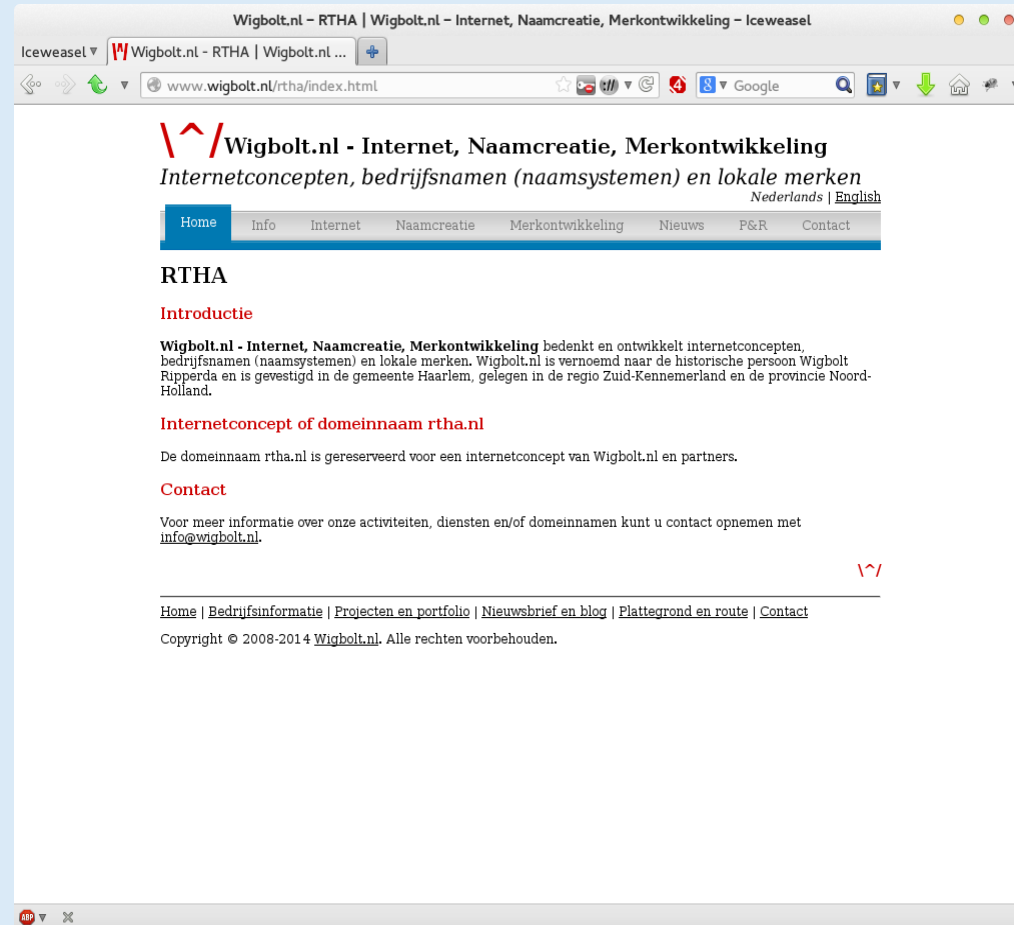 Wigbolt.nl – RTHA | Wigbolt.nl – Internet, Naamcreatie, Merkontwikkeling – Iceweasel
Iceweasel
Wigbolt.nl - RTHA | Wigbolt.nl ...
www.wigbolt.nl/rtha/index.html
Google
\^/Wigbolt.nl - Internet, Naamcreatie, Merkontwikkeling
Internetconcepten, bedrijfsnamen (naamsystemen) en lokale merken
Nederlands | English
Home Info Internet Naamcreatie Merkontwikkeling Nieuws P&R Contact
RTHA
Introductie
Wigbolt.nl - Internet, Naamcreatie, Merkontwikkeling bedenkt en ontwikkelt internetconcepten,
bedrijfsnamen (naamsystemen) en lokale merken. Wigbolt.nl is vernoemd naar de historische persoon Wigbolt
Ripperda en is gevestigd in de gemeente Haarlem, gelegen in de regio Zuid-Kennemerland en de provincie Noord-
Holland.
Internetconcept of domeinnaam rtha.nl
De domeinnaam rtha.nl is gereserveerd voor een internetconcept van Wigbolt.nl en partners.
Contact
Voor meer informatie over onze activiteiten, diensten en/of domeinnamen kunt u contact opnemen met
info@wigbolt.nl.
\^/
Home | Bedrijfsinformatie | Projecten en portfolio | Nieuwsbrief en blog | Plattegrond en route | Contact
Copyright © 2008-2014 Wigbolt.nl. Alle rechten voorbehouden.
ABP